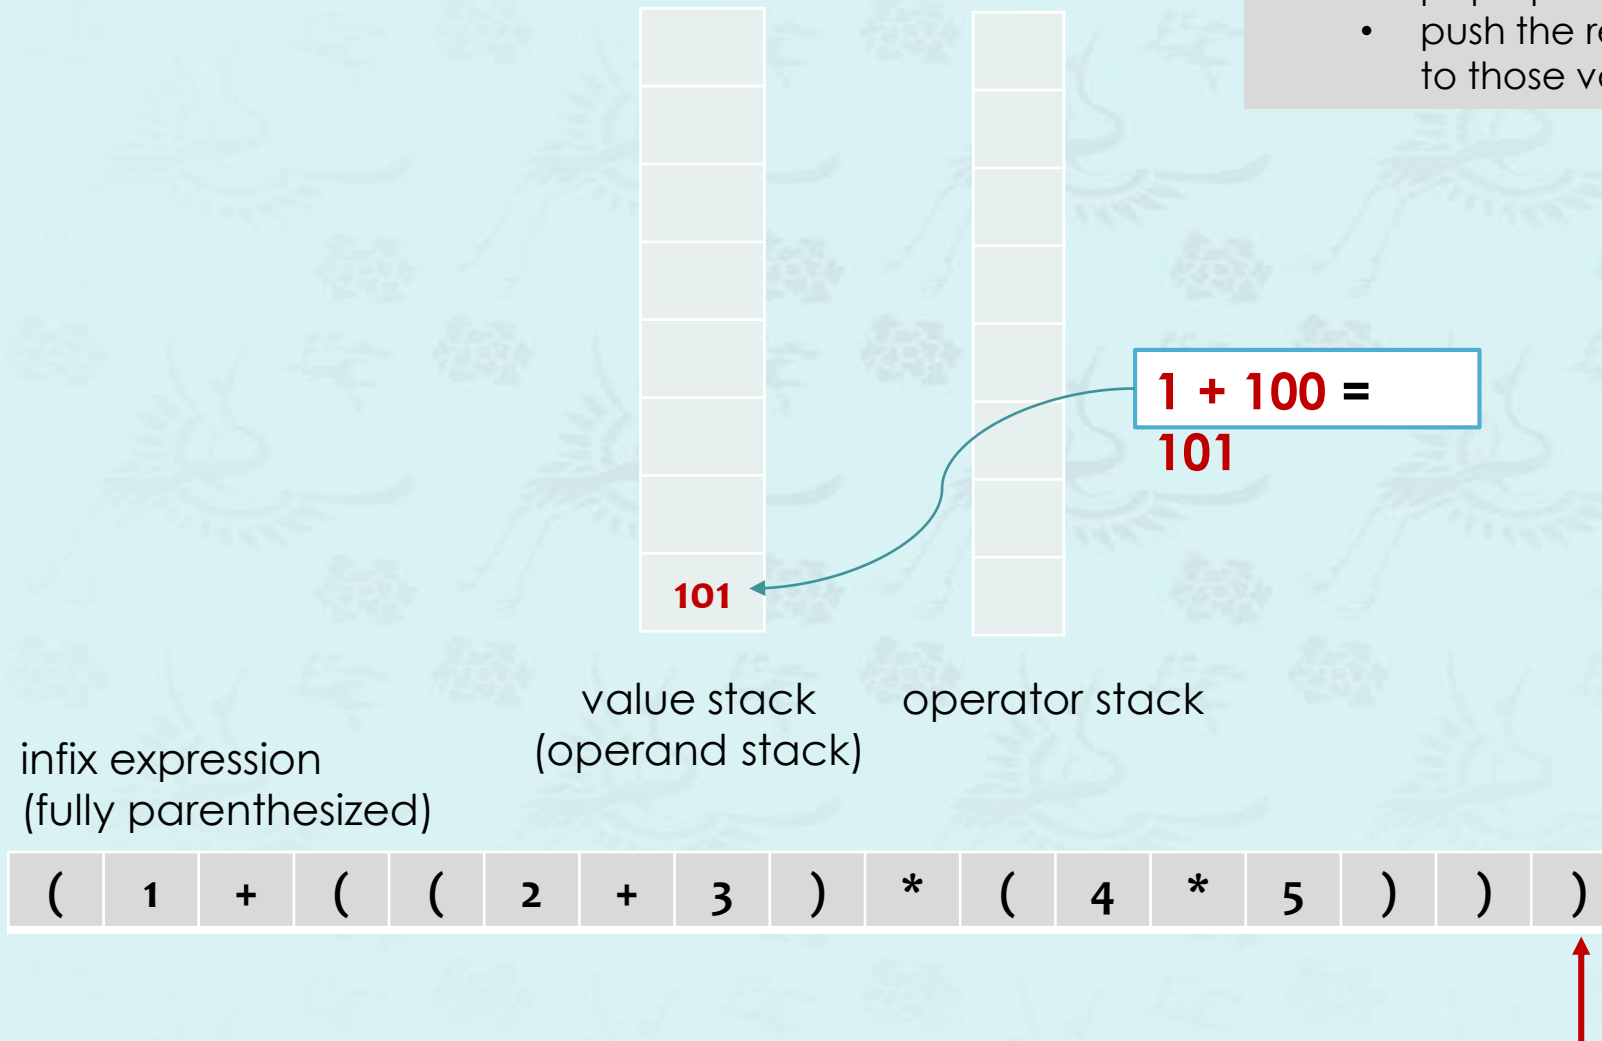 • push the
to those
1 + 100 =
101
101
value stack
(operand stack)
operator stack
infix expression
(fully parenthesized)
( 1 + ( ( 2 + 3 ) * ( 4 * 5 ) ) )